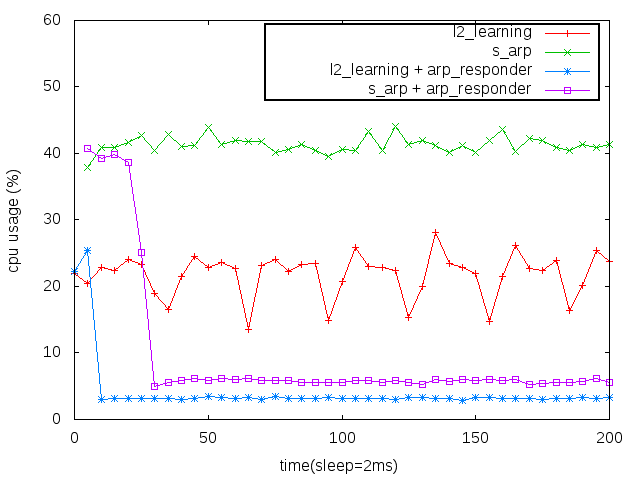 60
50
40
30
20
10
0
cpu usage (%)
l2_learning
s_arp
l2_learning + arp_responder
s_arp + arp_responder
0 50 100 150 200
time(sleep=2ms)